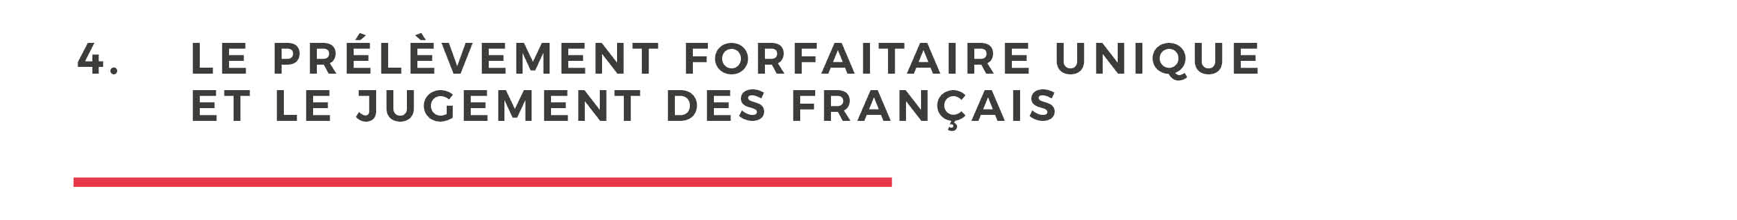 4. LE PRÉLÈVEMENT FORFAITAIRE UNIQUE
ET LE JUGEMENT DES FRANÇAIS